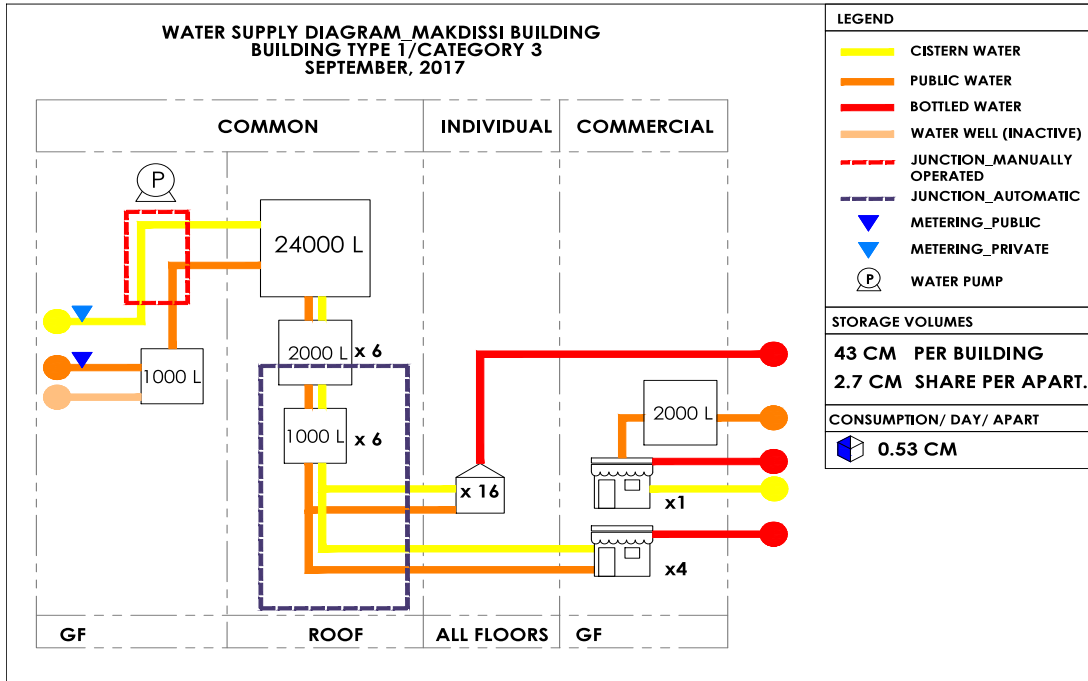 WATER SUPPLY DIAGRAM_MAKDISSI BUILDING
BUILDING TYPE 1/CATEGORY 3
SEPTEMBER, 2017
COMMON
INDIVIDUAL
COMMERCIAL
P
24000 L
2000 L x 6
1000 L
1000 L x 6
2000 L
x 16
x1
x4
GF
ROOF
ALL FLOORS
GF
LEGEND
CISTERN WATER
PUBLIC WATER
BOTTLED WATER
WATER WELL (INACTIVE)
JUNCTION_MANUALLY
OPERATED
JUNCTION_AUTOMATIC
METERING_PUBLIC
METERING_PRIVATE
P WATER PUMP
STORAGE VOLUMES
43 CM PER BUILDING
2.7 CM SHARE PER APART.
CONSUMPTION/ DAY/ APART
0.53 CM